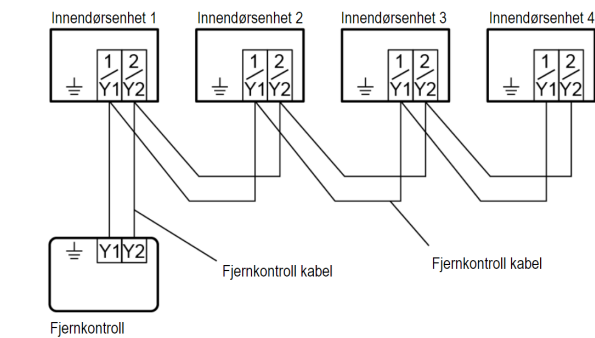 Innendørsenhet 1 Innendørsenhet 2 Innendørsenhet 3 Innendørsenhet 4
1 2 1 2 1 2 1 2
Y1 Y2 Y1 Y2 Y1 Y2 Y1 Y2
Y1 Y2
Fjernkontroll kabel
Fjernkontroll kabel
Fjernkontroll